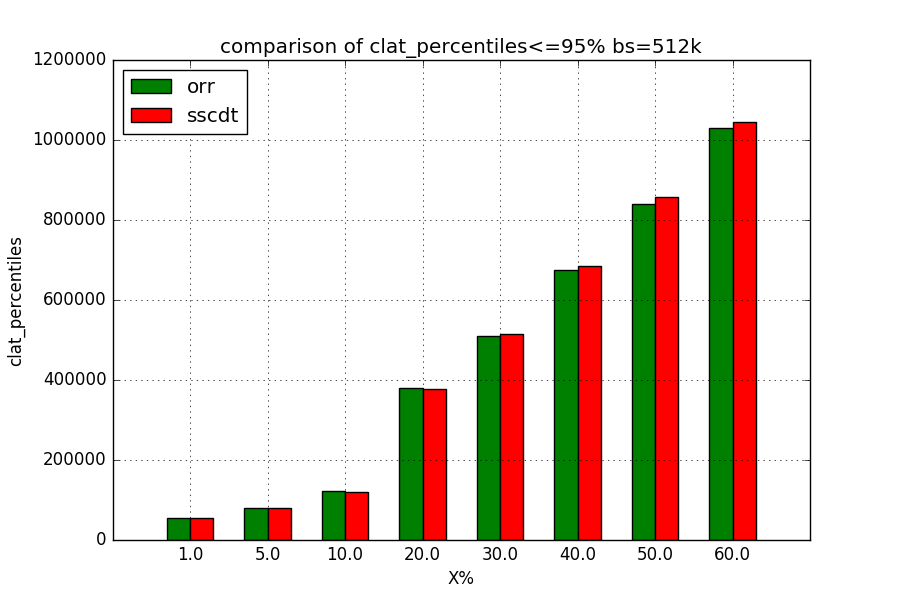 comparison of clat_percentiles<=95% bs=512k
orr
sscdt
1200000
1000000
800000
600000
400000
200000
0
clat_percentiles
1.0 5.0 10.0 20.0 30.0 40.0 50.0 60.0
X%